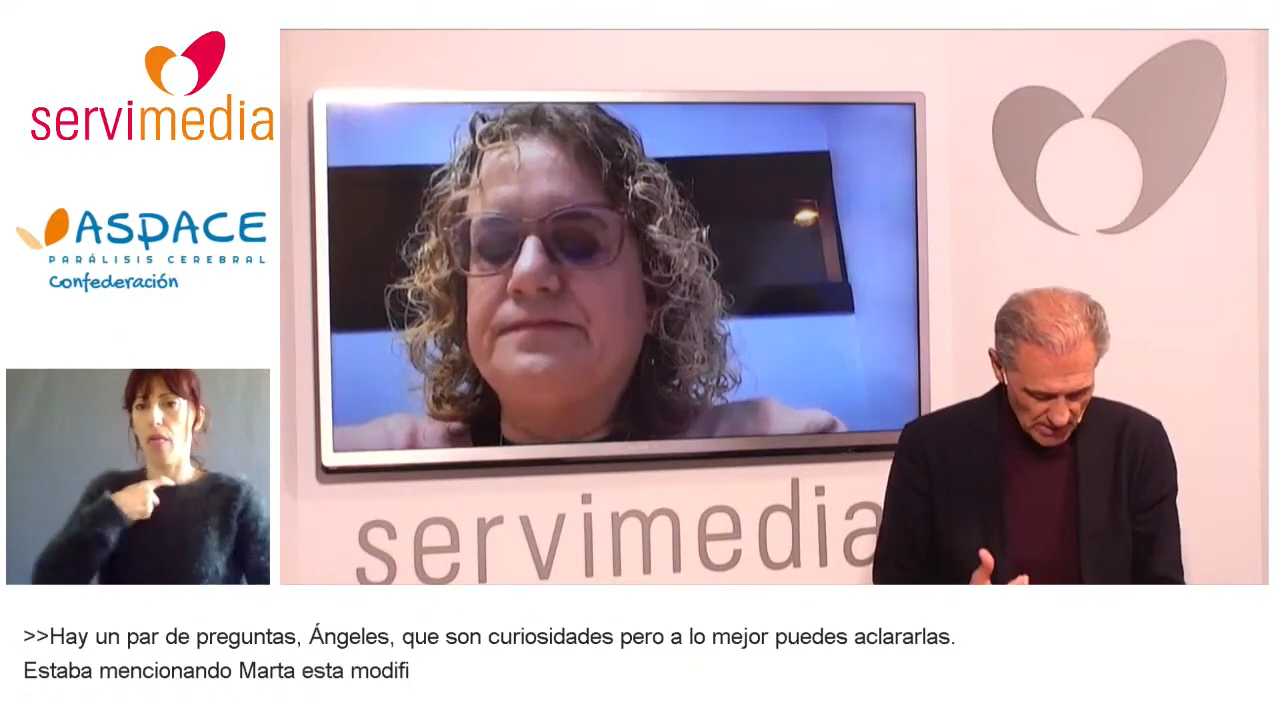 servimedia
ASPACE
PARÁLISIS CEREBRAL
Confederación
servimedia
>>Hay un par de preguntas, Ángeles, que son curiosidades pero a lo mejor puedes aclararlas.
Estaba mencionando Marta esta modifi